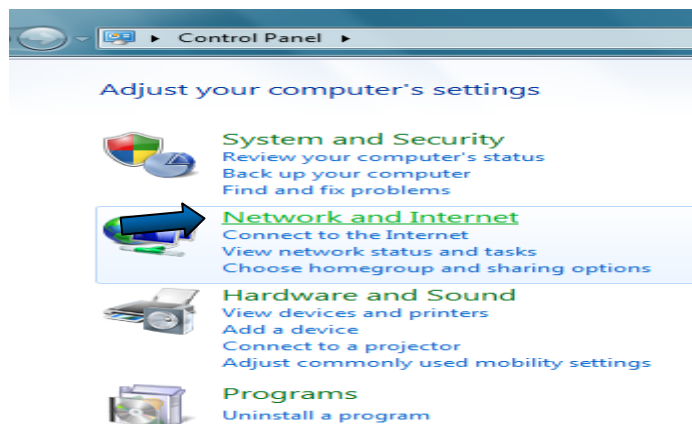 Control Panel
Adjust your computer's settings
System and Security
Review your computer's status
Back up your computer
Find and fix problems
Network and Internet
Connect to the Internet
View network status and tasks
Choose homegroup and sharing options
Hardware and Sound
View devices and printers
Add a device
Connect to a projector
Adjust commonly used mobility settings
Programs
Uninstall a program